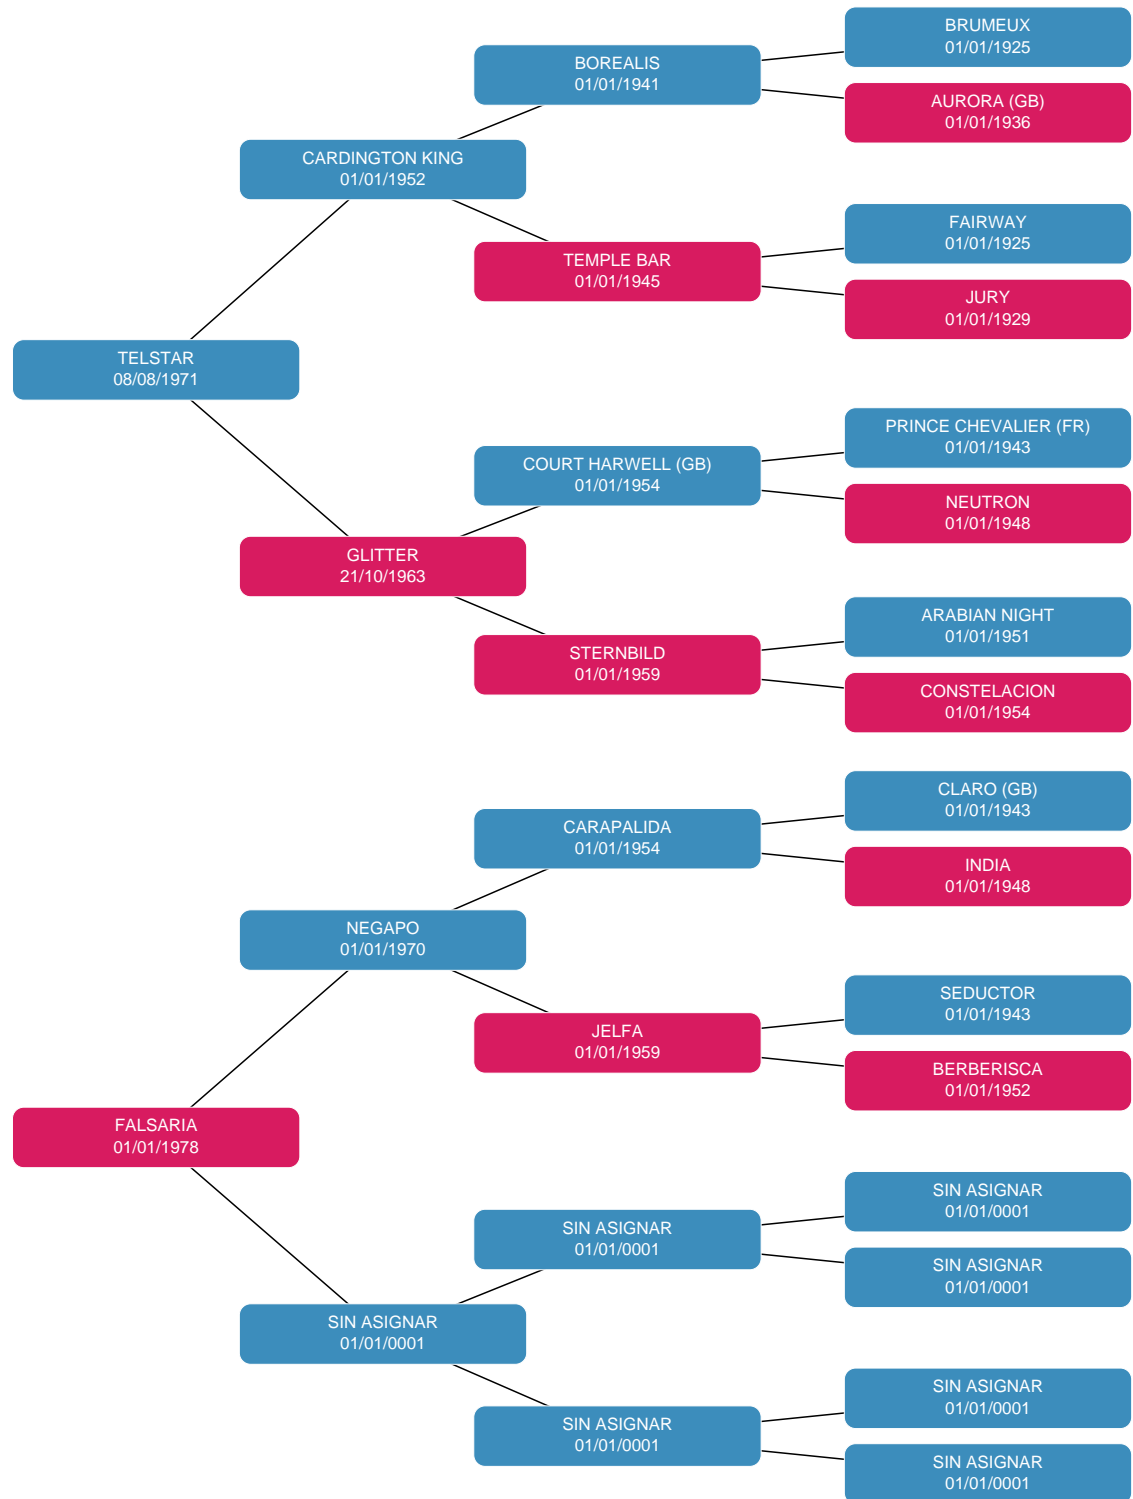 BRUMEUX
01/01/1925
BOREALIS
01/01/1941
AURORA (GB)
01/01/1936
CARDINGTON KING
01/01/1952
FAIRWAY
01/01/1925
TEMPLE BAR
01/01/1945
JURY
01/01/1929
TELSTAR
08/08/1971
PRINCE CHEVALIER (FR)
01/01/1943
COURT HARWELL (GB)
01/01/1954
NEUTRON
01/01/1948
GLITTER
21/10/1963
ARABIAN NIGHT
01/01/1951
STERNBILD
01/01/1959
CONSTELACION
01/01/1954
CLARO (GB)
01/01/1943
CARAPALIDA
01/01/1954
INDIA
01/01/1948
NEGAPO
01/01/1970
SEDUCTOR
01/01/1943
JELFA
01/01/1959
BERBERISCA
01/01/1952
FALSARIA
01/01/1978
SIN ASIGNAR
01/01/0001
SIN ASIGNAR
01/01/0001
SIN ASIGNAR
01/01/0001
SIN ASIGNAR
01/01/0001
SIN ASIGNAR
01/01/0001
SIN ASIGNAR
01/01/0001
SIN ASIGNAR
01/01/0001